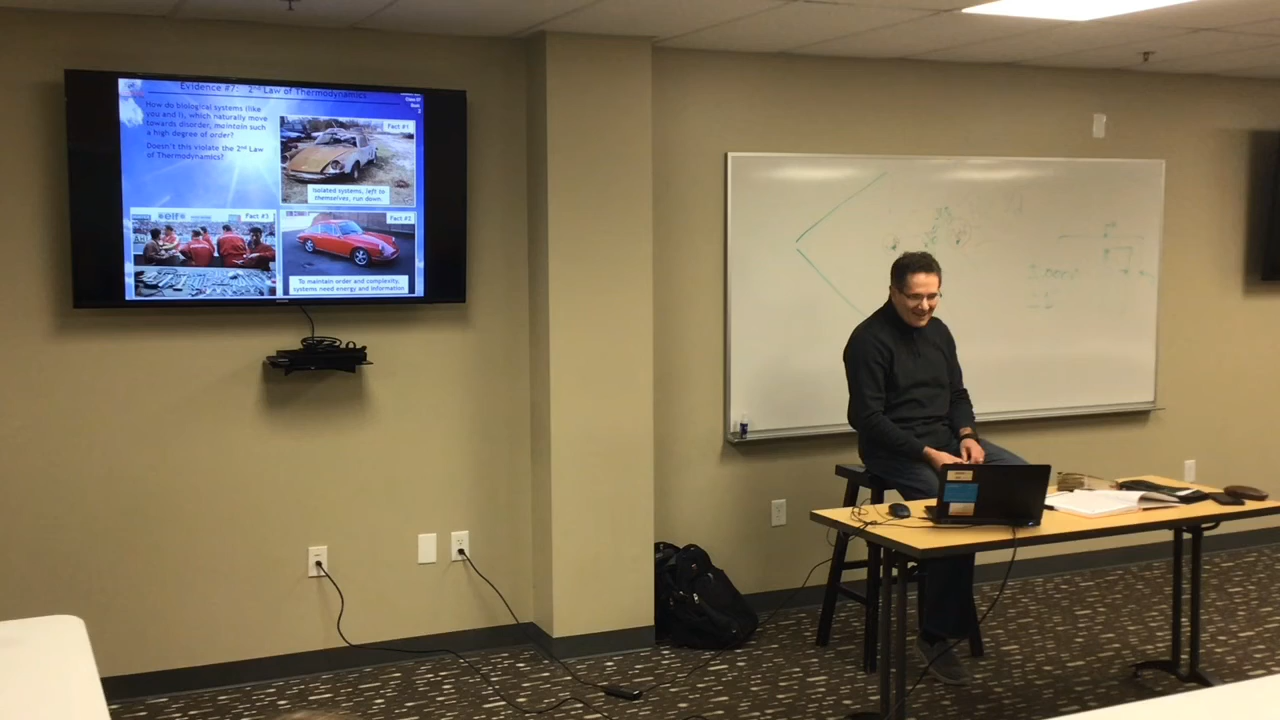 Evidence #7: 2nd Law of Thermodynamics
How do biological systems (like
you and I), which naturally move
towards disorder, maintain such
a high degree of order?
Doesn't this violate the 2nd Law
of Thermodynamics?
Fact #1
Isolated systems, left to
themselves, run down.
Fact #3
elf
Fact #2
To maintain order and complexity,
systems need energy and information